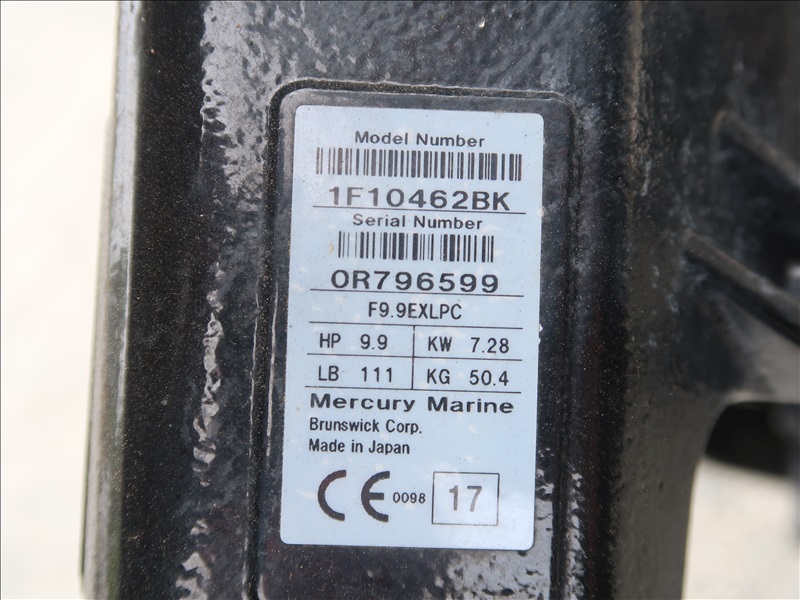 Model Number
1F10462BK
Serial Number
0R796599
F9.9EXLPC
HP 9.9 KW 7.28
LB 111 KG 50.4
Mercury Marine
Brunswick Corp.
Made in Japan
CE 0098 17